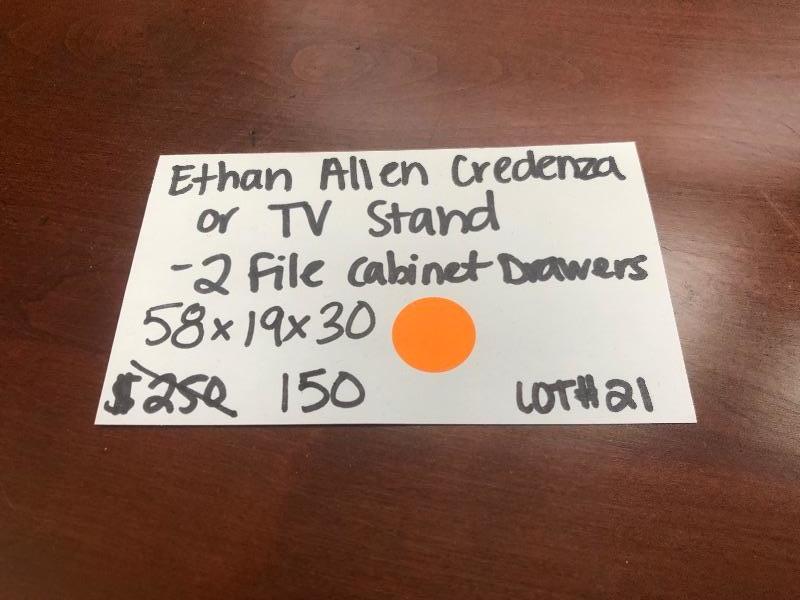 Ethan Allen Credenza
or TV Stand
-2 File Cabinet Drawers
58x19x30
$250 150 LOT# 21